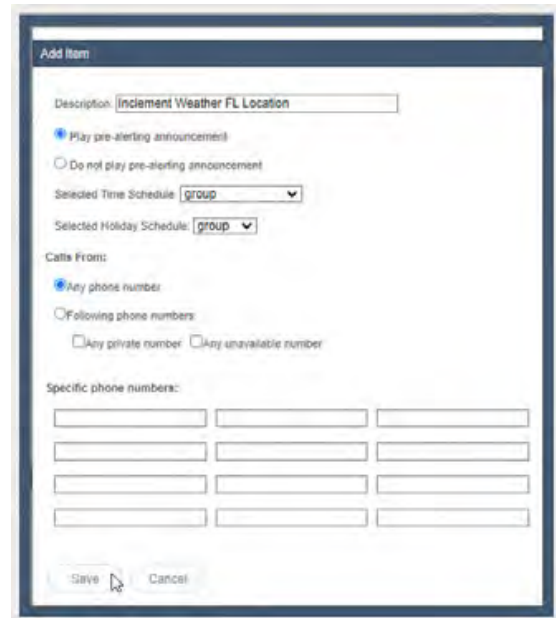 Add Item
Description: Inclement Weather FL Location
Play pre-alerting announcement
Do not play pre-alerting announcement
Selected Time Schedule: group
Selected Holiday Schedule: group
Calls From:
Any phone number
Following phone numbers:
Any private number Any unavailable number
Specific phone numbers:
Save Cancel